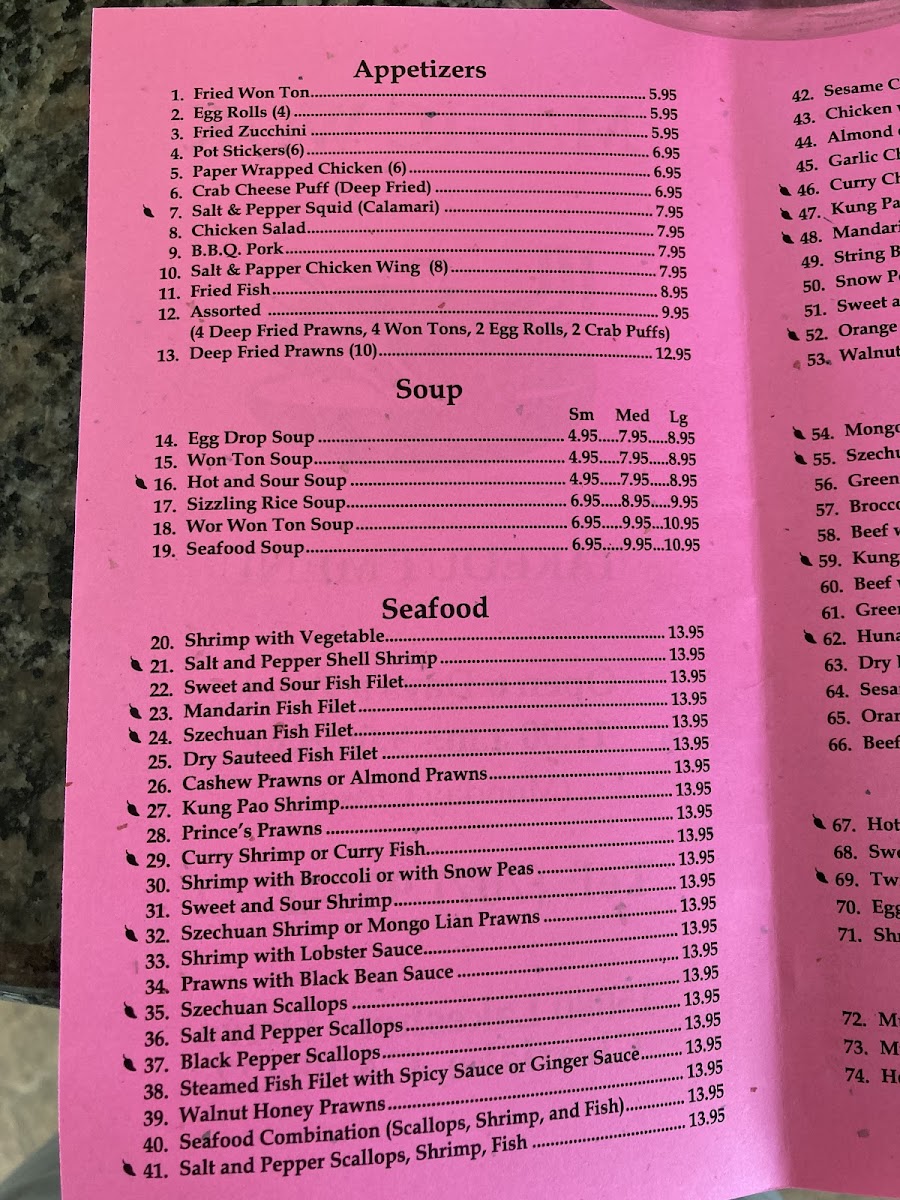 Appetizers
1. Fried Won Ton 5.95
2. Egg Rolls (4) 5.95
3. Fried Zucchini 5.95
4. Pot Stickers(6) 6.95
5. Paper Wrapped Chicken (6) 6.95
6. Crab Cheese Puff (Deep Fried) 6.95
7. Salt & Pepper Squid (Calamari) 7.95
8. Chicken Salad 7.95
9. B.B.Q. Pork 7.95
10. Salt & Papper Chicken Wing (8) 7.95
11. Fried Fish 8.95
12. Assorted 9.95
(4 Deep Fried Prawns, 4 Won Tons, 2 Egg Rolls, 2 Crab Puffs)
13. Deep Fried Prawns (10) 12.95
Soup
Sm Med Lg
14. Egg Drop Soup 4.95 7.95 8.95
15. Won Ton Soup 4.95 7.95 8.95
16. Hot and Sour Soup 4.95 7.95 8.95
17. Sizzling Rice Soup 6.95 8.95 9.95
18. Wor Won Ton Soup 6.95 9.95 10.95
19. Seafood Soup 6.95 9.95 10.95
Seafood
20. Shrimp with Vegetable 13.95
21. Salt and Pepper Shell Shrimp 13.95
22. Sweet and Sour Fish Filet 13.95
23. Mandarin Fish Filet 13.95
24. Szechuan Fish Filet 13.95
25. Dry Sauteed Fish Filet 13.95
26. Cashew Prawns or Almond Prawns 13.95
27. Kung Pao Shrimp 13.95
28. Prince's Prawns 13.95
29. Curry Shrimp or Curry Fish 13.95
30. Shrimp with Broccoli or with Snow Peas 13.95
31. Sweet and Sour Shrimp 13.95
32. Szechuan Shrimp or Mongo Lian Prawns 13.95
33. Shrimp with Lobster Sauce 13.95
34. Prawns with Black Bean Sauce 13.95
35. Szechuan Scallops 13.95
36. Salt and Pepper Scallops 13.95
37. Black Pepper Scallops 13.95
38. Steamed Fish Filet with Spicy Sauce or Ginger Sauce 13.95
39. Walnut Honey Prawns 13.95
40. Seafood Combination (Scallops, Shrimp, and Fish) 13.95
41. Salt and Pepper Scallops, Shrimp, Fish 13.95
42. Sesame C
43. Chicken
44. Almond
45. Garlic Ch
46. Curry Ch
47. Kung Pa
48. Mandari
49. String B
50. Snow P
51. Sweet a
52. Orange
53. Walnut
54. Mongo
55. Szechu
56. Green
57. Brocco
58. Beef
59. Kung
60. Beef
61. Gree
62. Huna
63. Dry
64. Sesa
65. Oran
66. Beef
67. Hot
68. Swe
69. Tw
70. Egg
71. Shr
72. M
73. M
74. H